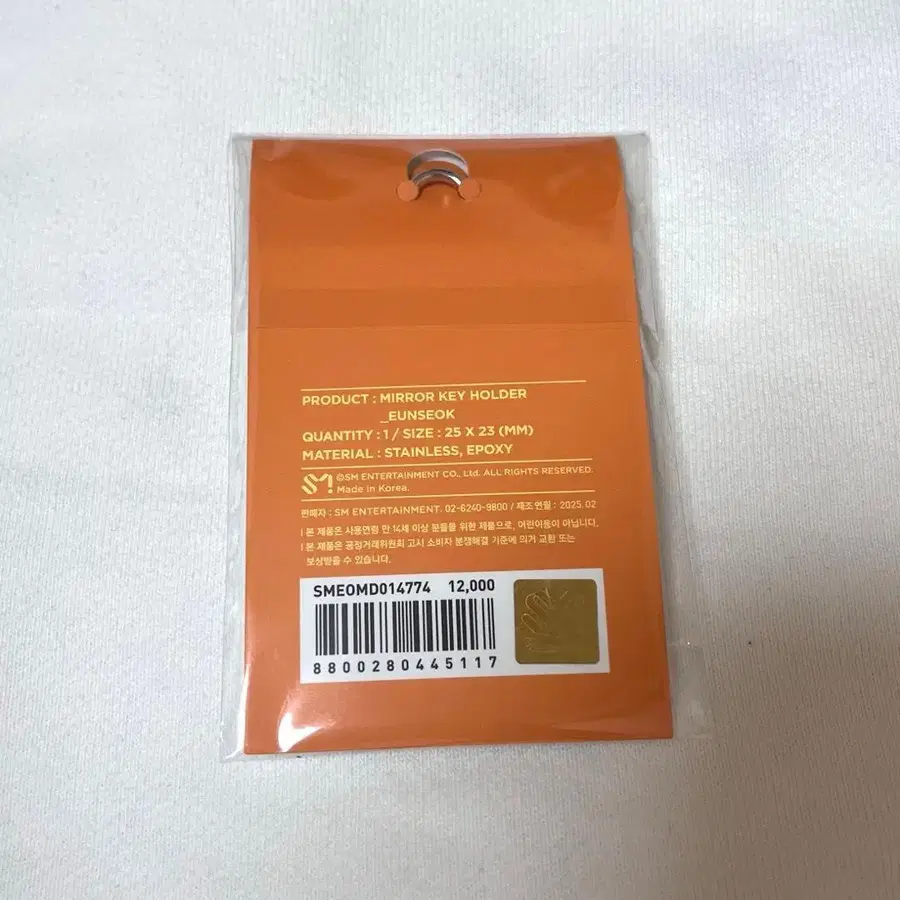 PRODUCT : MIRROR KEY HOLDER
_EUNSEOK
QUANTITY : 1 / SIZE : 25 X 23 (MM)
MATERIAL : STAINLESS, EPOXY
SM ©SM ENTERTAINMENT CO., Ltd. ALL RIGHTS RESERVED.
Made in Korea.
판매자 : SM ENTERTAINMENT. 02-6240-9800 / 제조 연월 : 2025. 02
l 본 제품은 사용연령 만 14세 이상 분들을 위한 제품으로, 어린이용이 아닙니다.
l 본 제품은 공정거래위원회 고시 소비자 분쟁해결 기준에 의거 교환 또는
보상받을 수 있습니다.
SMEOMD014774 12,000
8800280445117